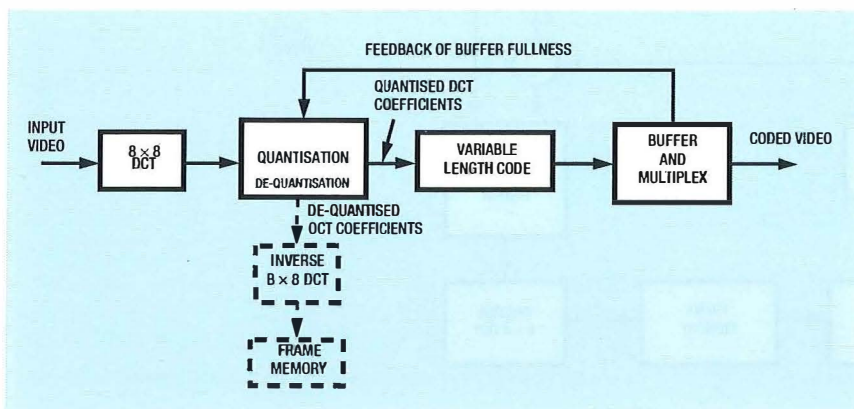 FEEDBACK OF BUFFER FULLNESS
QUANTISED DCT
COEFFICIENTS
INPUT
VIDEO
8 × 8
DCT
QUANTISATION
DE-QUANTISATION
VARIABLE
LENGTH CODE
BUFFER
AND
MULTIPLEX
CODED VIDEO
DE-QUANTISED
OCT COEFFICIENTS
INVERSE
B × 8 DCT
FRAME
MEMORY